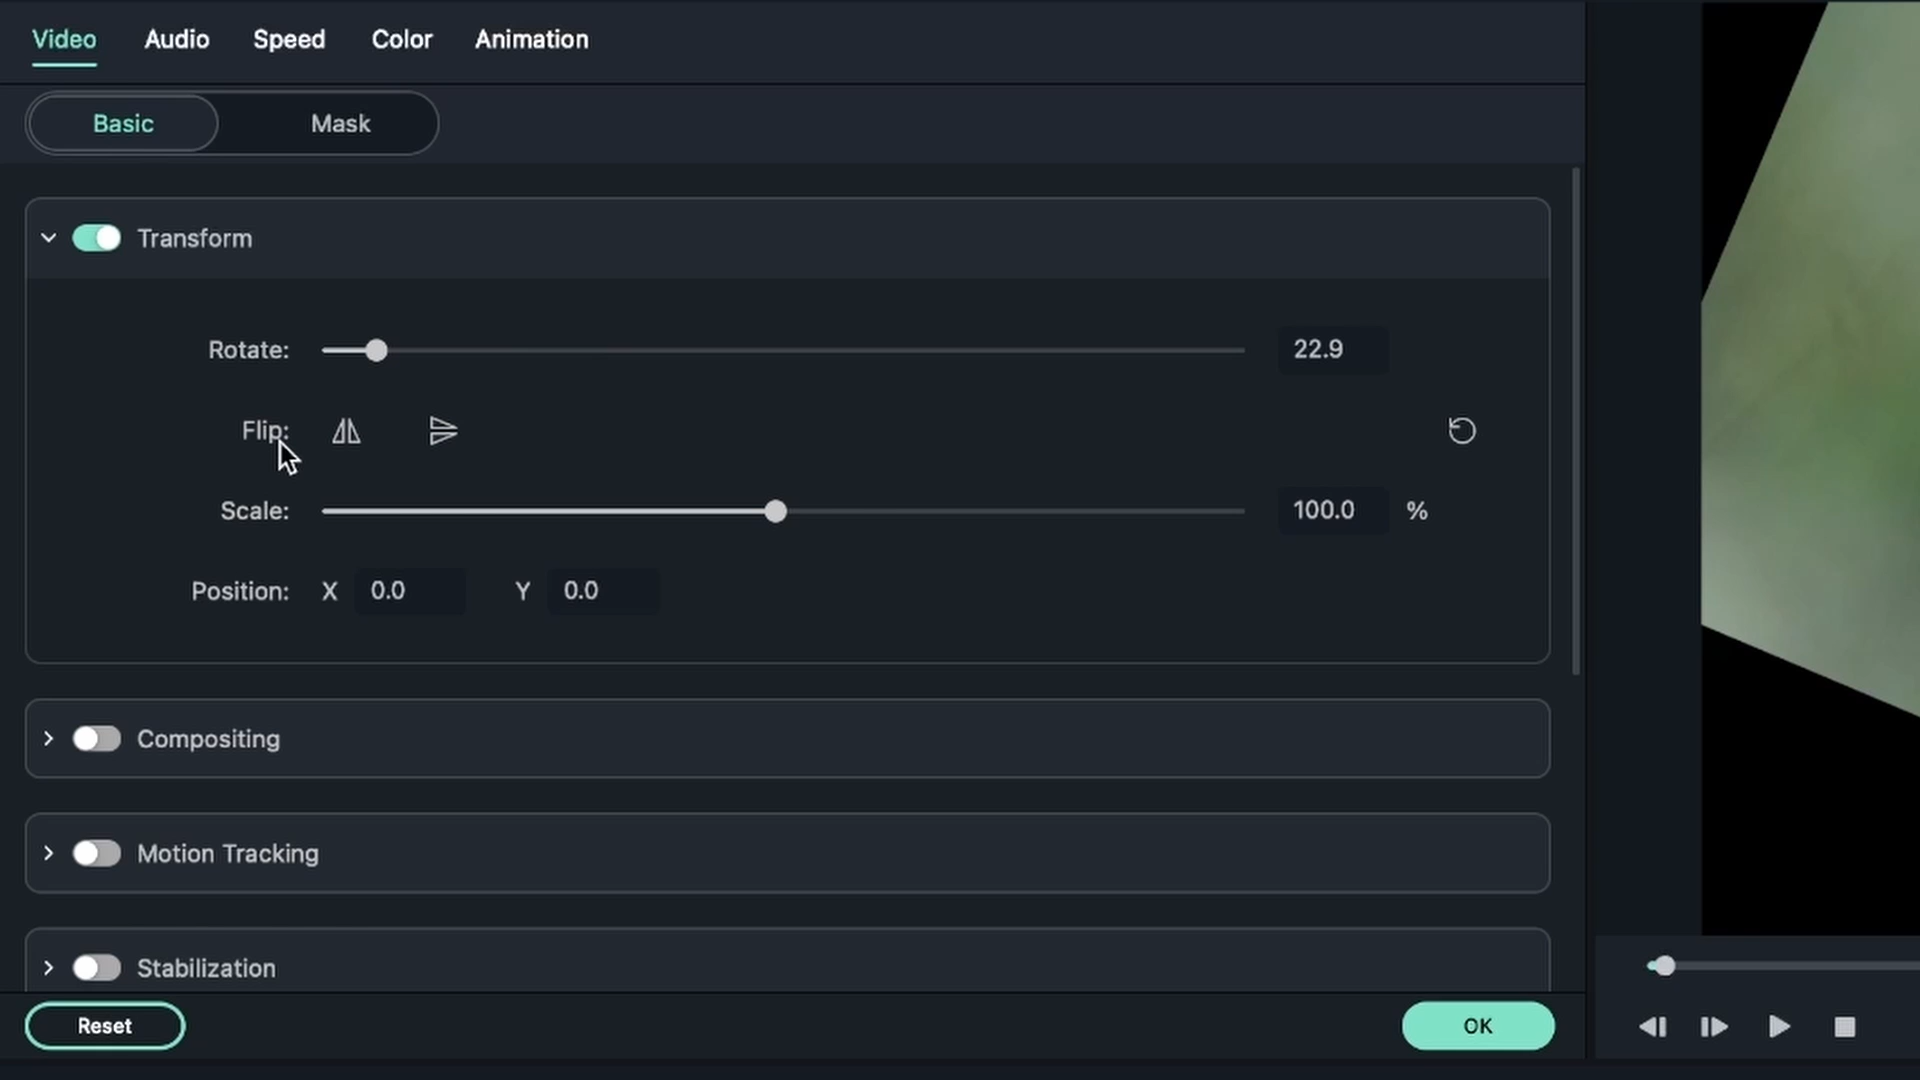 Video Audio Speed Color Animation
Basic Mask
Transform
Rotate: 22.9
Flip:
Scale: 100.0 %
Position: X 0.0 Y 0.0
Compositing
Motion Tracking
Stabilization
Reset OK